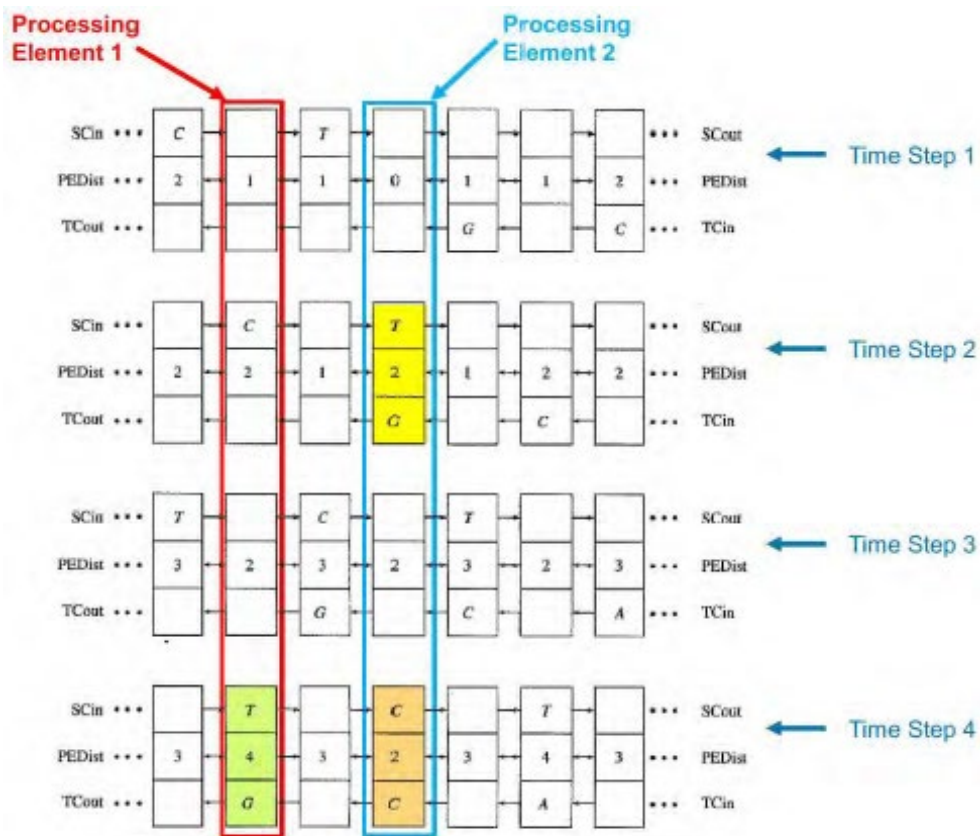 Processing
Element 1
Processing
Element 2
SCin ••• C T ••• SCout
Time Step 1
PEDist ••• 2 1 1 0 1 1 2 ••• PEDist
TCout ••• G C ••• TCin
SCin ••• C T ••• SCout
Time Step 2
PEDist ••• 2 2 1 2 1 2 2 ••• PEDist
TCout ••• G C ••• TCin
SCin ••• T C T ••• SCout
Time Step 3
PEDist ••• 3 2 3 2 3 2 3 ••• PEDist
TCout ••• G C A ••• TCin
SCin ••• T C T ••• SCout
Time Step 4
PEDist ••• 3 4 3 2 3 4 3 ••• PEDist
TCout ••• G C A ••• TCin